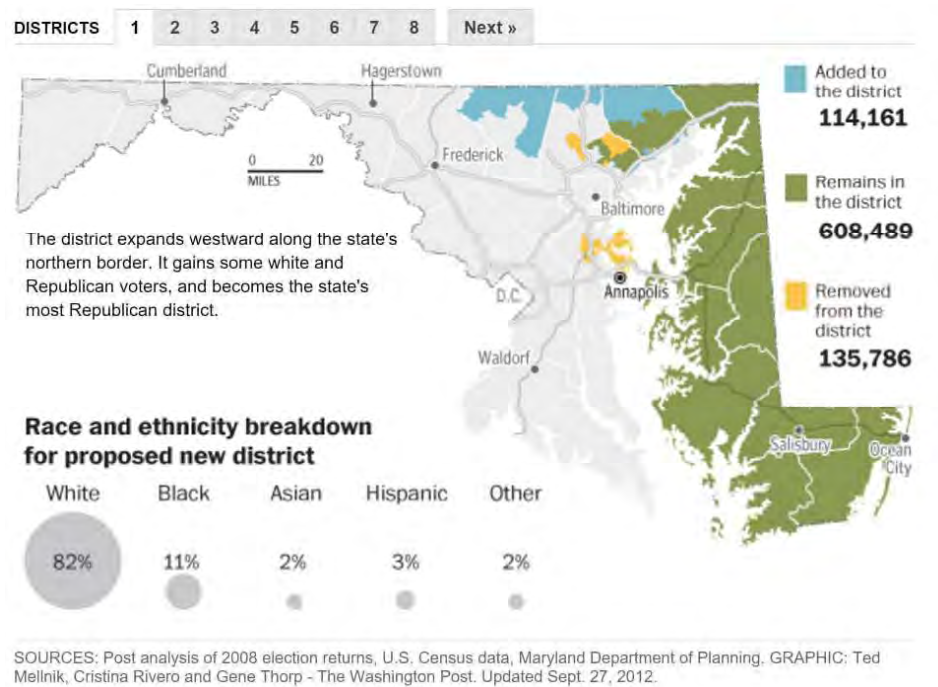 DISTRICTS 1 2 3 4 5 6 7 8 Next »
Cumberland
Hagerstown
Frederick
0 20
MILES
Baltimore
D.C.
Annapolis
Waldorf
Salisbury
Ocean
City
Added to
the district
114,161
Remains in
the district
608,489
Removed
from the
district
135,786
The district expands westward along the state's
northern border. It gains some white and
Republican voters, and becomes the state's
most Republican district.
Race and ethnicity breakdown
for proposed new district
White Black Asian Hispanic Other
82% 11% 2% 3% 2%
SOURCES: Post analysis of 2008 election returns, U.S. Census data, Maryland Department of Planning. GRAPHIC: Ted
Mellnik, Cristina Rivero and Gene Thorp - The Washington Post. Updated Sept. 27, 2012.